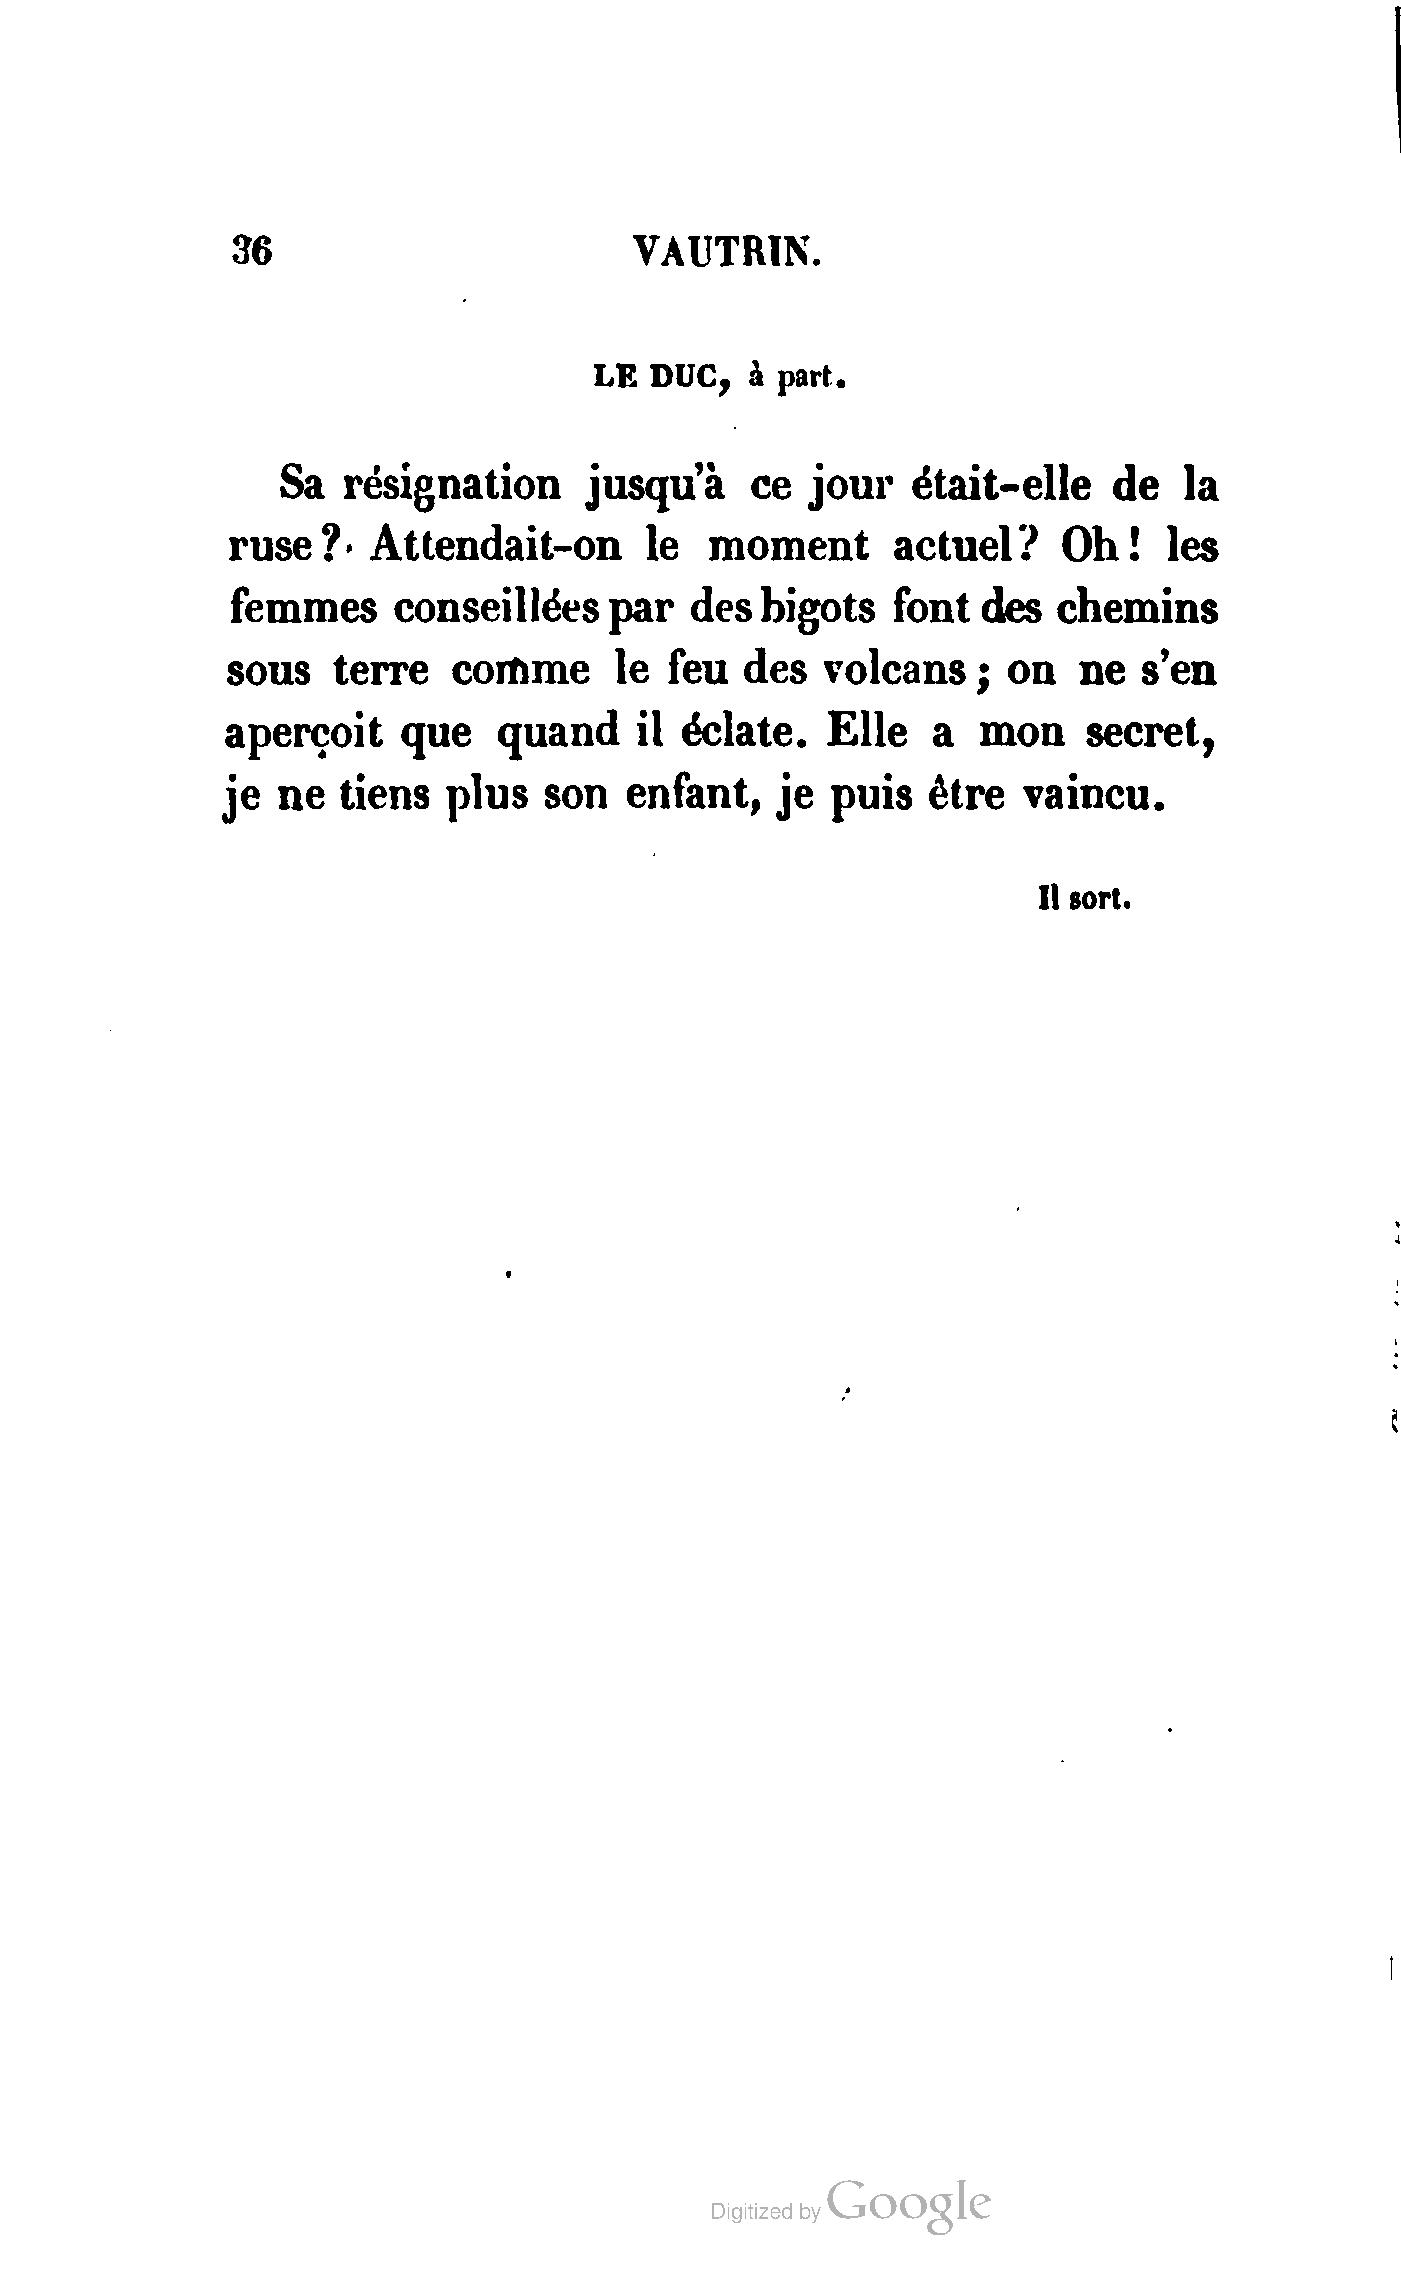 36 VAUTRIN.
LE DUC, à part.
Sa résignation jusqu'à ce jour était-elle de la
ruse? Attendait-on le moment actuel? Oh! les
femmes conseillées par des bigots font des chemins
sous terre comme le feu des volcans; on ne s'en
aperçoit que quand il éclate. Elle a mon secret,
je ne tiens plus son enfant, je puis être vaincu.
Il sort.
Digitized by Google